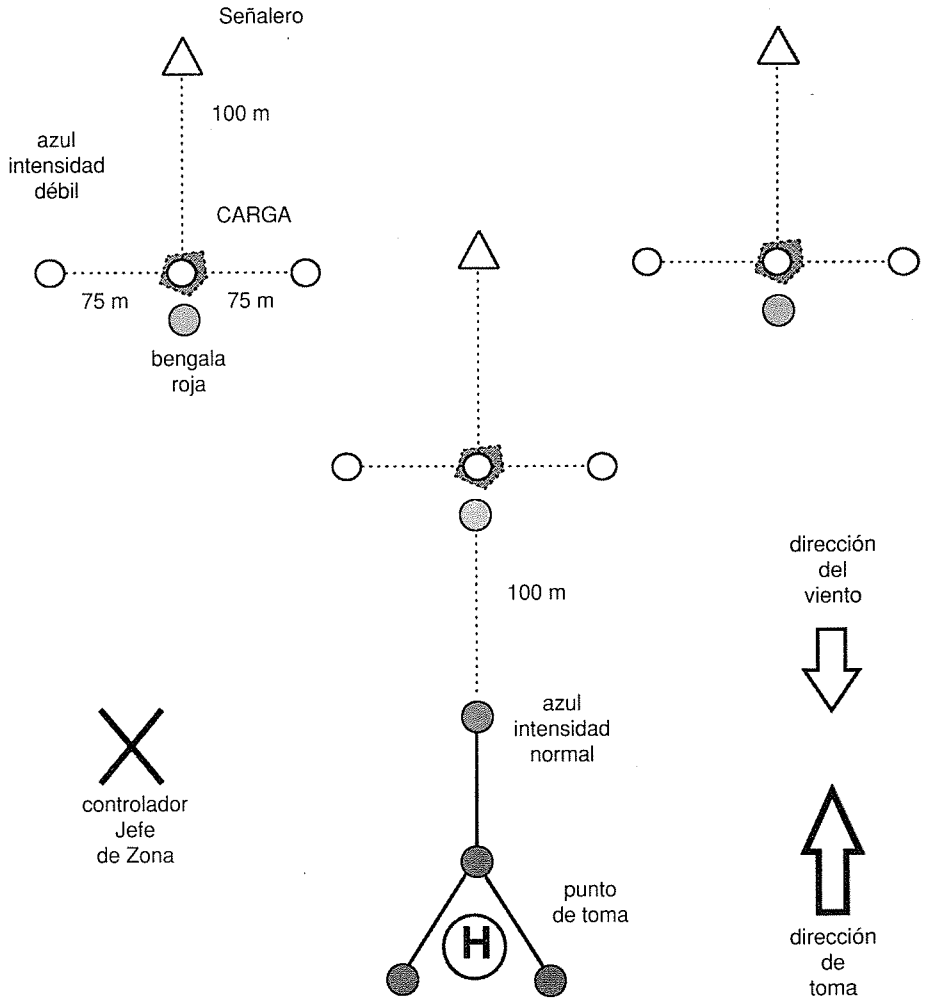 Señalero
100 m
azul
intensidad
débil
CARGA
75 m
75 m
bengala
roja
100 m
dirección
del
viento
azul
intensidad
normal
controlador
Jefe
de Zona
punto
de toma
H
dirección
de
toma